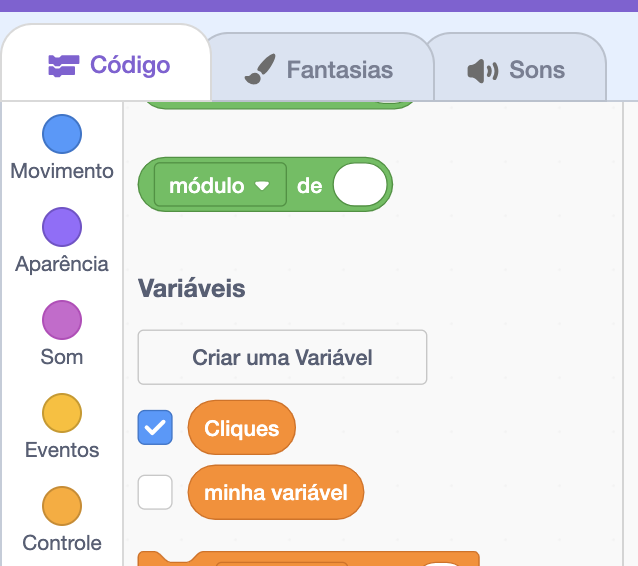 Código
Fantasias
Sons
Movimento
Aparência
Som
Eventos
Controle
módulo de
Variáveis
Criar uma Variável
Cliques
minha variável